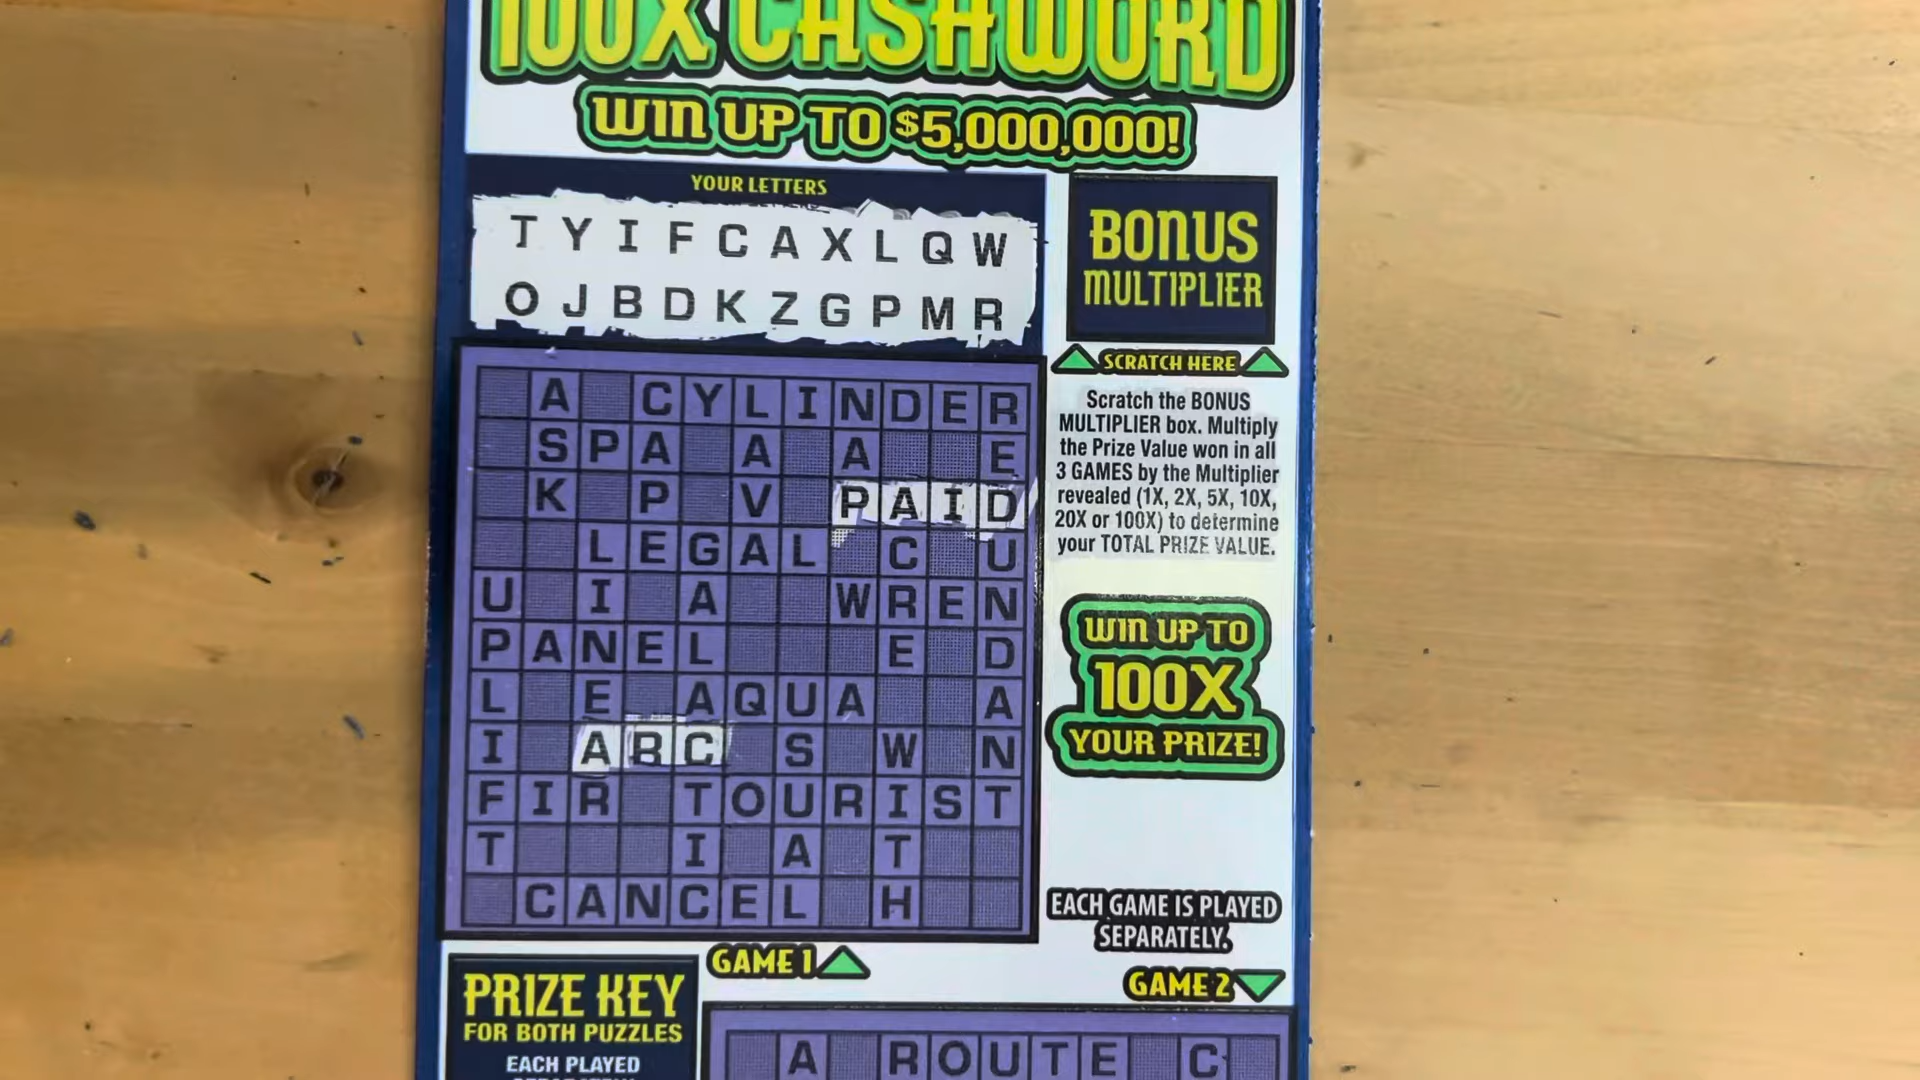 100X CASHWORD
WIN UP TO $5,000,000!
YOUR LETTERS
T Y I F C A X L Q W
O J B D K Z G P M R
BONUS
MULTIPLIER
SCRATCH HERE
Scratch the BONUS
MULTIPLIER box. Multiply
the Prize Value won in all
3 GAMES by the Multiplier
revealed (1X, 2X, 5X, 10X,
20X or 100X) to determine
your TOTAL PRIZE VALUE.
A CYLINDER
SPA A A E
K P V PAID
LEGAL C U
U I A WREN
PANEL E D
L E AQUA A
I ARC S W N
FIR TOURIST
T I A T
CANCEL H
WIN UP TO
100X
YOUR PRIZE!
EACH GAME IS PLAYED
SEPARATELY.
GAME 1
GAME 2
PRIZE KEY
FOR BOTH PUZZLES
EACH PLAYED
A ROUTE C